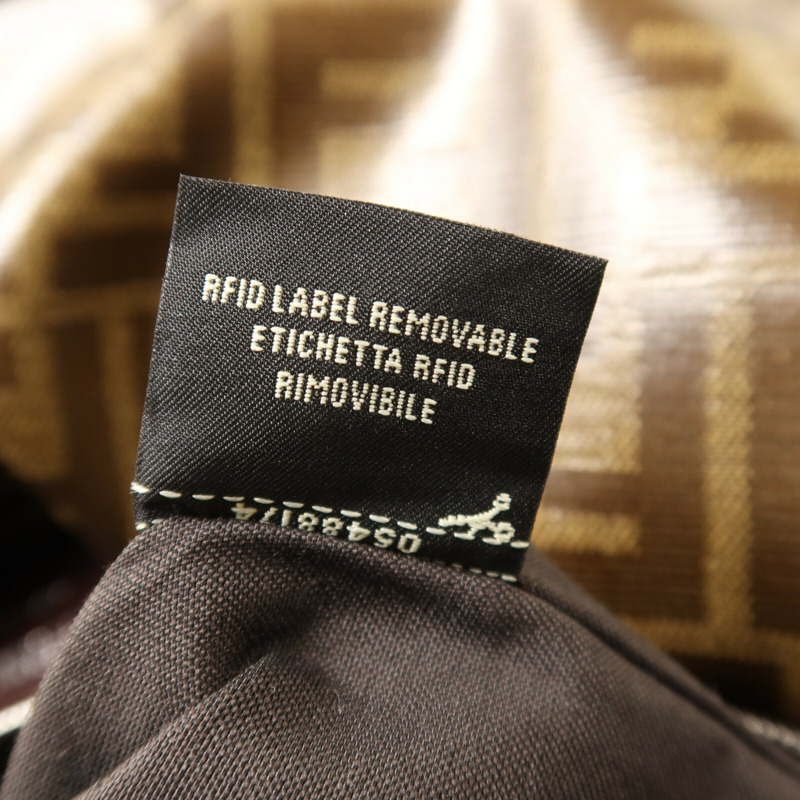 RFID LABEL REMOVABLE
ETICHETTA RFID
RIMOVIBILE